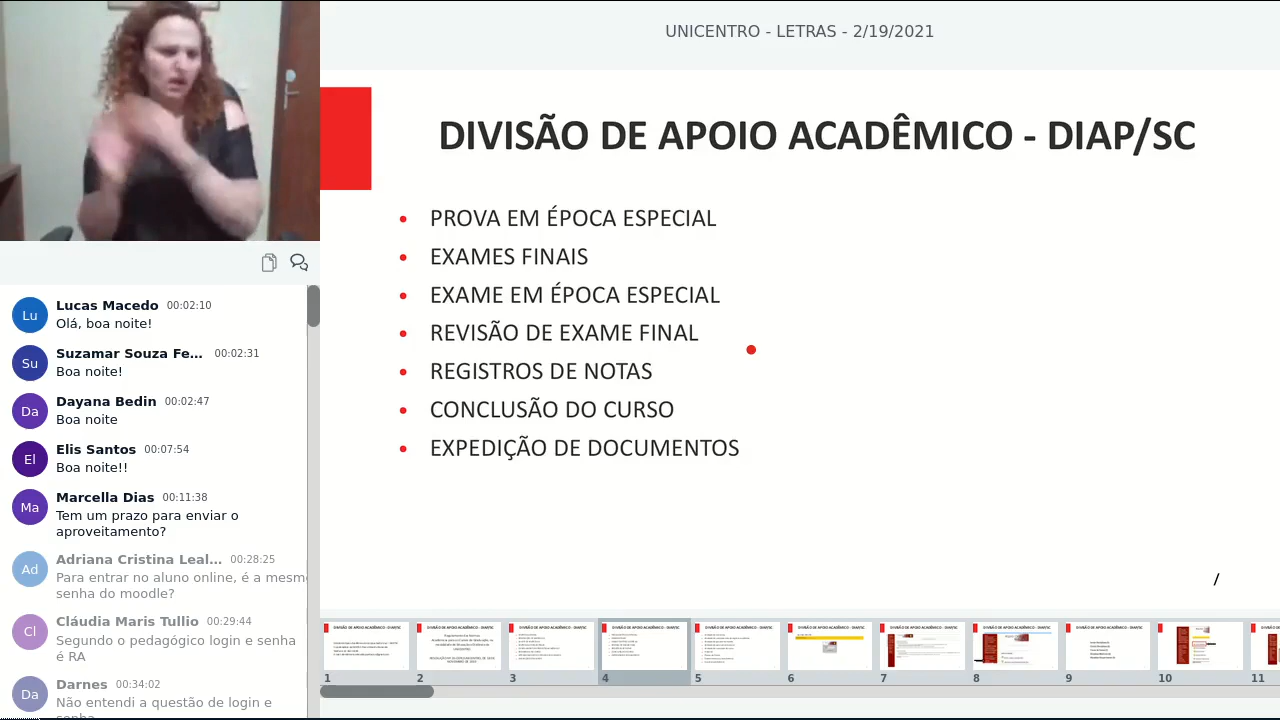 UNICENTRO - LETRAS - 2/19/2021
DIVISÃO DE APOIO ACADÊMICO - DIAP/SC
PROVA EM ÉPOCA ESPECIAL
EXAMES FINAIS
EXAME EM ÉPOCA ESPECIAL
REVISÃO DE EXAME FINAL
REGISTROS DE NOTAS
CONCLUSÃO DO CURSO
EXPEDIÇÃO DE DOCUMENTOS
/
Lu
Lucas Macedo 00:02:10
Olá, boa noite!
Su
Suzamar Souza Fe... 00:02:31
Boa noite!
Da
Dayana Bedin 00:02:47
Boa noite
El
Elis Santos 00:07:54
Boa noite!!
Ma
Marcella Dias 00:11:38
Tem um prazo para enviar o
aproveitamento?
Ad
Adriana Cristina Leal... 00:28:25
Para entrar no aluno online, é a mesm
senha do moodle?
Cl
Cláudia Maris Tullio 00:29:44
Segundo o pedagógico login e senha
é RA
Da
Darnes 00:34:02
Não entendi a questão de login e
senha
1 2 3 4 5 6 7 8 9 10 11